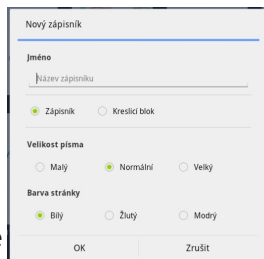 Nový zápisník
Jméno
Název zápisníku
Zápisník Kreslicí blok
Velikost písma
Malý Normální Velký
Barva stránky
Bílý Žlutý Modrý
OK Zrušit